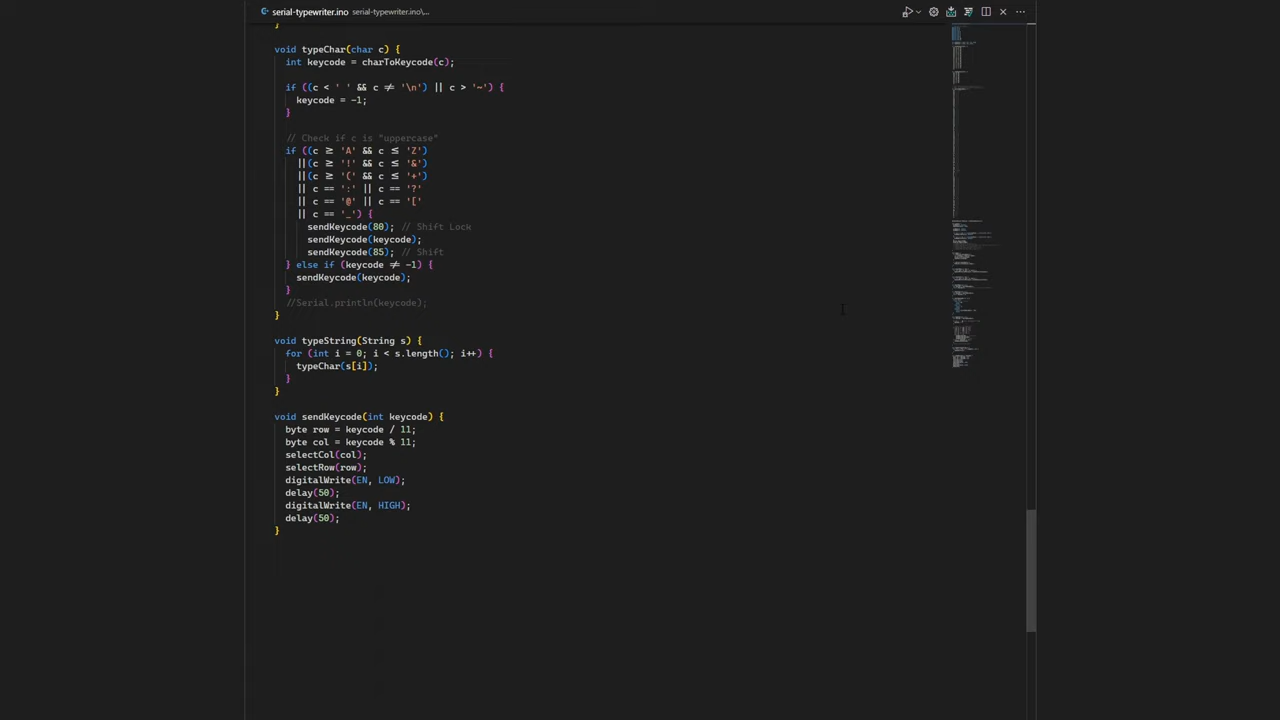 serial-typewriter.ino serial-typewriter.ino\...
}
void typeChar(char c) {
int keycode = charToKeycode(c);
if ((c < ' ' && c ≠ '\n') || c > '~') {
keycode = -1;
}
// Check if c is "uppercase"
if ((c ≥ 'A' && c ≤ 'Z')
||(c ≥ '!' && c ≤ '&')
||(c ≥ '(' && c ≤ '+')
|| c == ':' || c == '?'
|| c == '@' || c == '['
|| c == '_') {
sendKeycode(80); // Shift Lock
sendKeycode(keycode);
sendKeycode(85); // Shift
} else if (keycode ≠ -1) {
sendKeycode(keycode);
}
//Serial.println(keycode);
}
void typeString(String s) {
for (int i = 0; i < s.length(); i++) {
typeChar(s[i]);
}
}
void sendKeycode(int keycode) {
byte row = keycode / 11;
byte col = keycode % 11;
selectCol(col);
selectRow(row);
digitalWrite(EN, LOW);
delay(50);
digitalWrite(EN, HIGH);
delay(50);
}